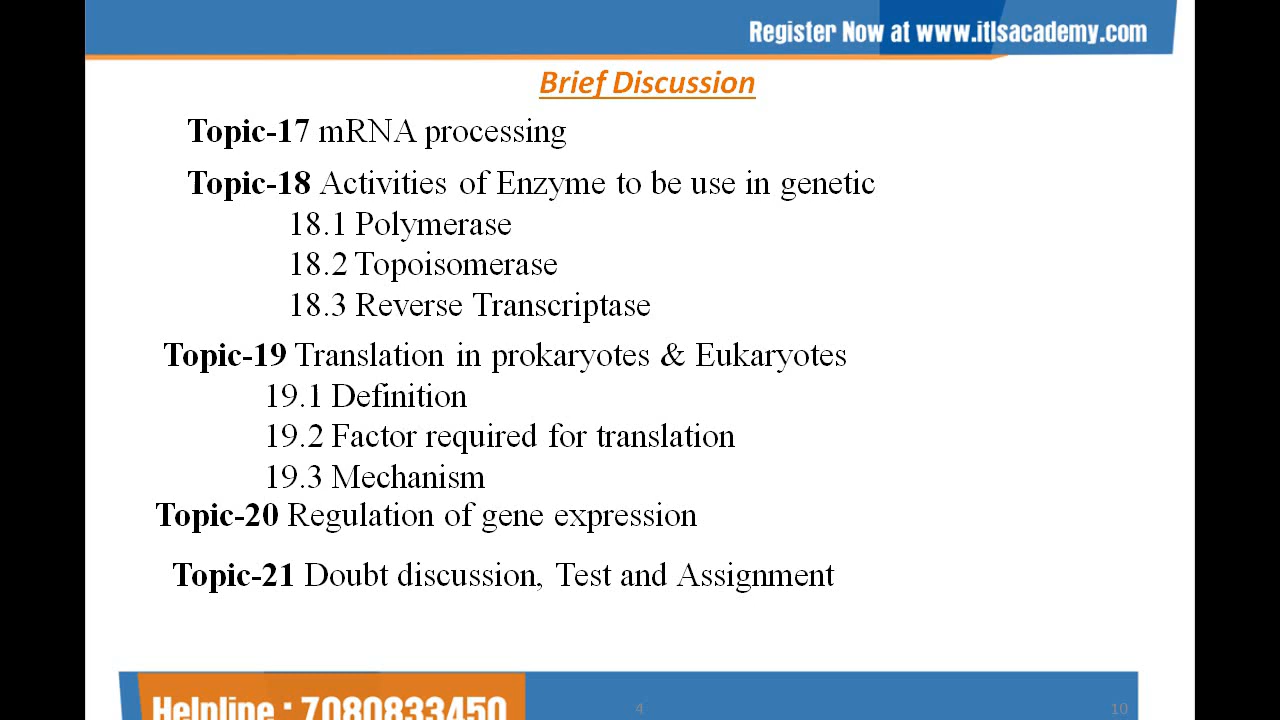 Register Now at www.itlsacademy.com
Brief Discussion
Topic-17 mRNA processing
Topic-18 Activities of Enzyme to be use in genetic
18.1 Polymerase
18.2 Topoisomerase
18.3 Reverse Transcriptase
Topic-19 Translation in prokaryotes & Eukaryotes
19.1 Definition
19.2 Factor required for translation
19.3 Mechanism
Topic-20 Regulation of gene expression
Topic-21 Doubt discussion, Test and Assignment
Helpline : 7080833450
4
10